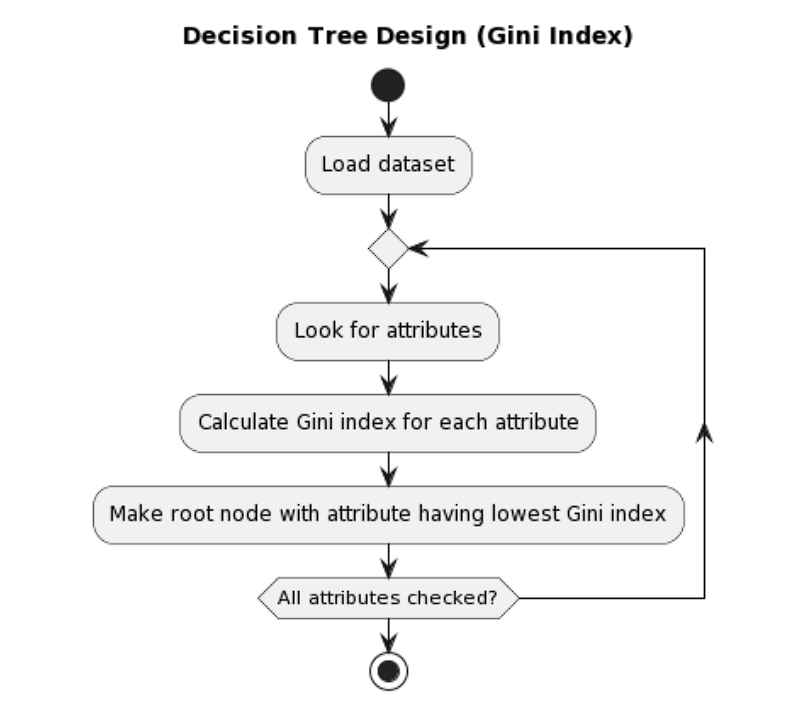 Decision Tree Design (Gini Index)
Load dataset
Look for attributes
Calculate Gini index for each attribute
Make root node with attribute having lowest Gini index
All attributes checked?